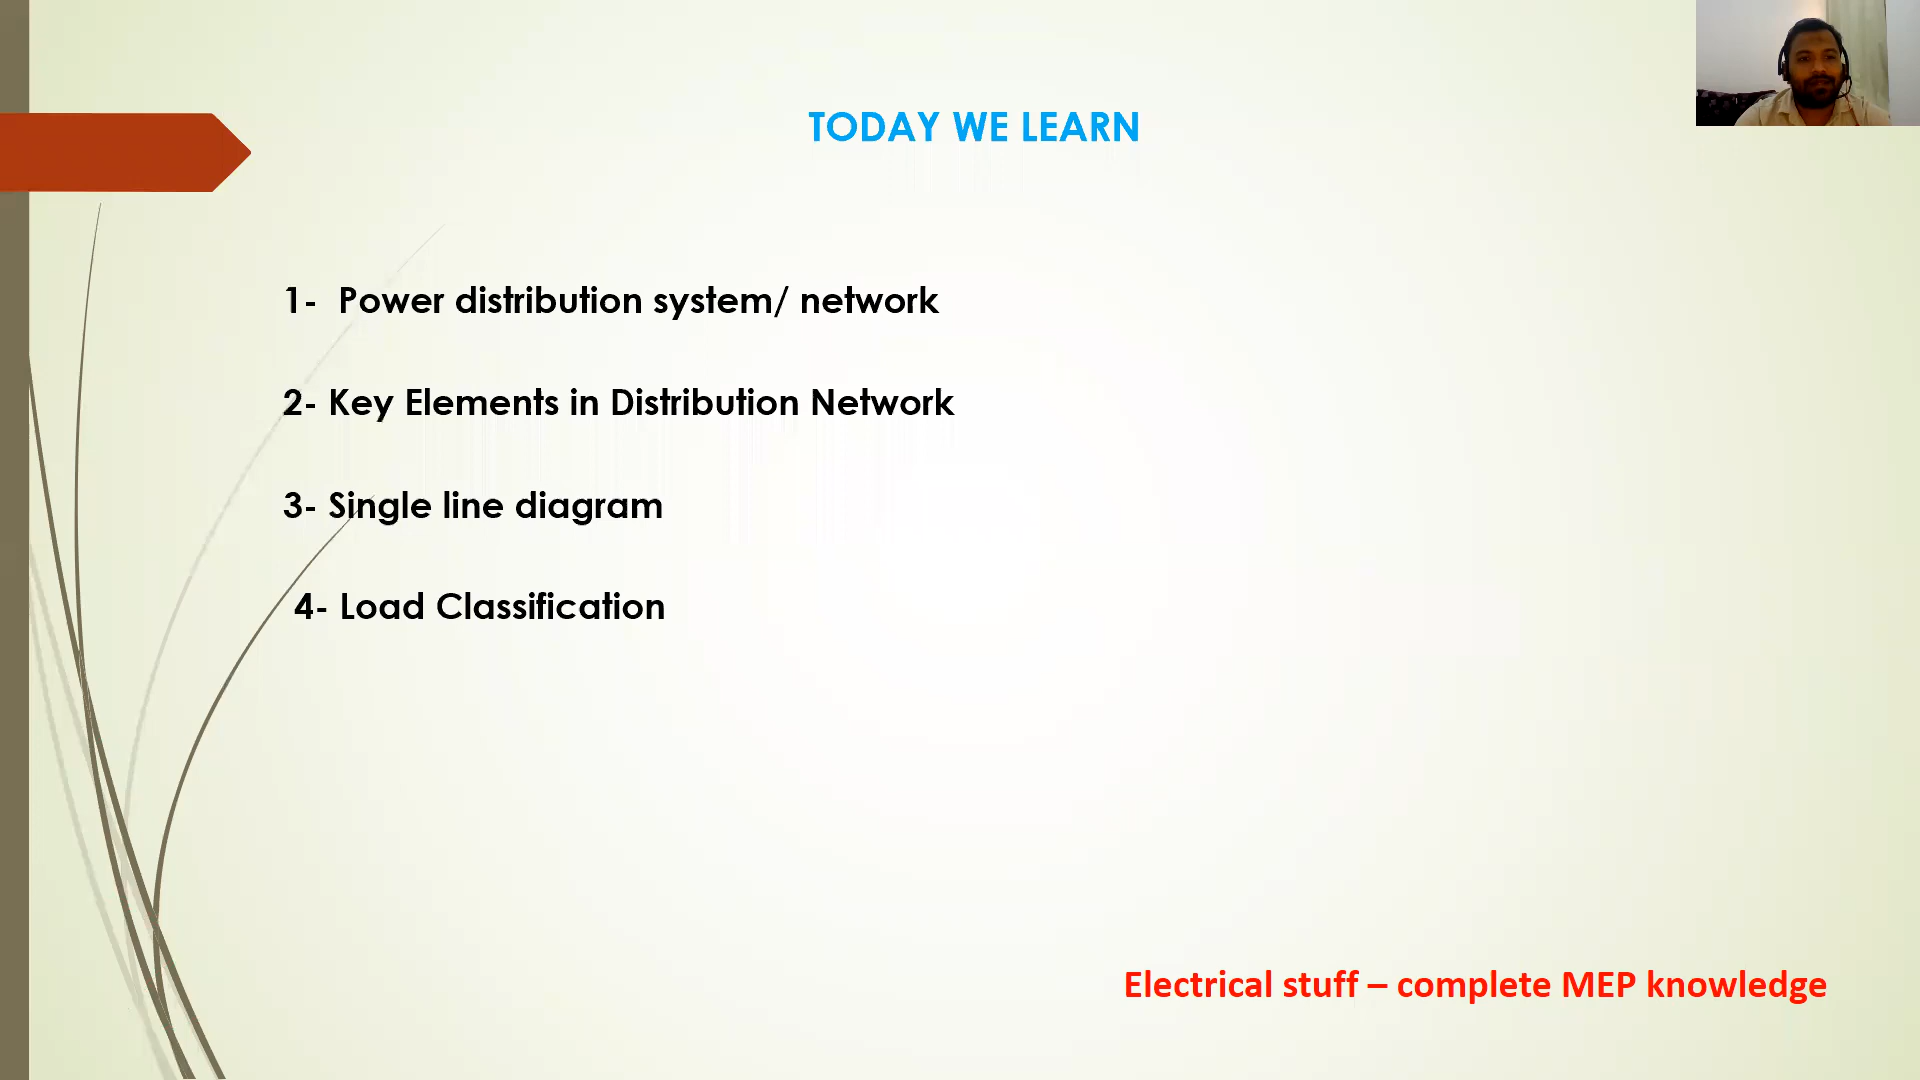 TODAY WE LEARN
1- Power distribution system/ network
2- Key Elements in Distribution Network
3- Single line diagram
4- Load Classification
Electrical stuff – complete MEP knowledge